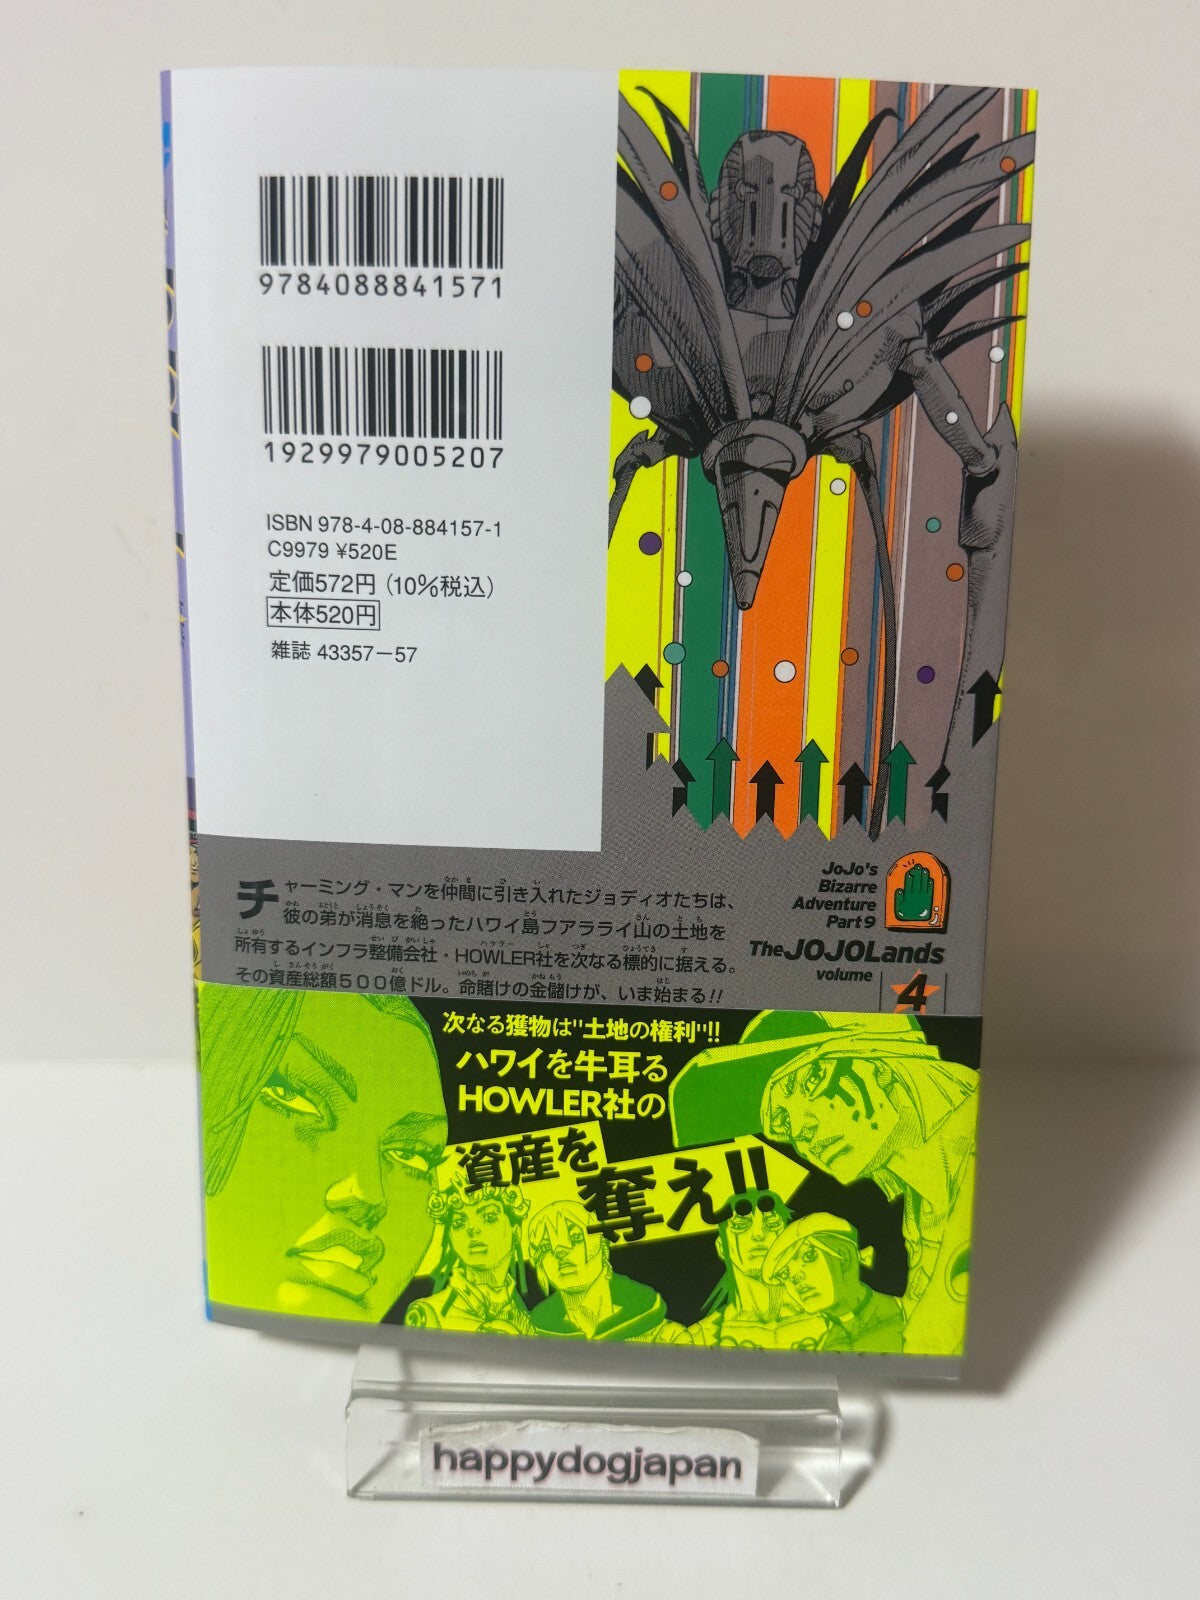 9784088841571
1929979005207
ISBN 978-4-08-884157-1
C9979 ¥520E
定価572円(10%税込)
本体520円
雑誌 43357-57
JoJo's
Bizarre
Adventure
Part 9
The JOJOLands
volume
4
チャーミング・マンを仲間に引き入れたジョディオたちは、
彼の弟が消息を絶ったハワイ島フアラライ山の土地を
所有するインフラ整備会社・HOWLER社を次なる標的に据える。
その資産総額500億ドル。命賭けの金儲けが、いま始まる!!
次なる獲物は"土地の権利"!!
ハワイを牛耳る
HOWLER社の
資産を
奪え!!
happydogjapan